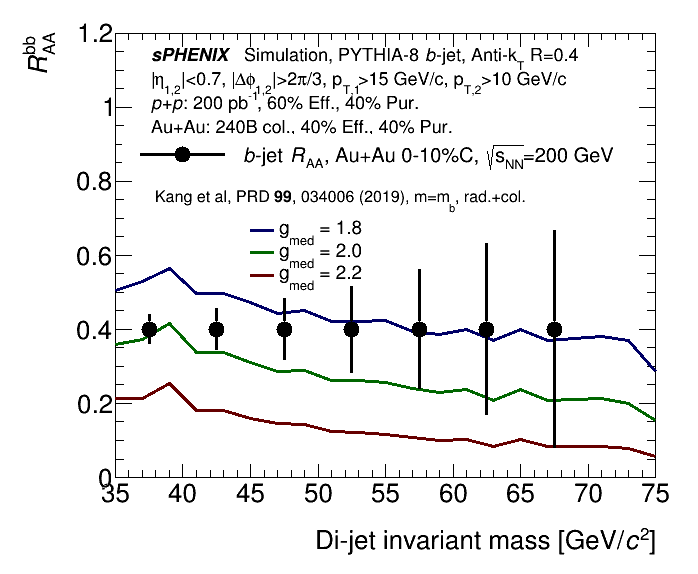 R_AA^bb
1.2
1
0.8
0.6
0.4
0.2
0
sPHENIX Simulation, PYTHIA-8 b-jet, Anti-k_T R=0.4
|η_1,2|<0.7, |Δϕ_1,2|>2π/3, p_T,1>15 GeV/c, p_T,2>10 GeV/c
p+p: 200 pb^-1, 60% Eff., 40% Pur.
Au+Au: 240B col., 40% Eff., 40% Pur.
b-jet R_AA, Au+Au 0-10%C, √s_NN=200 GeV
Kang et al, PRD 99, 034006 (2019), m=m_b, rad.+col.
g_med = 1.8
g_med = 2.0
g_med = 2.2
35 40 45 50 55 60 65 70 75
Di-jet invariant mass [GeV/c²]